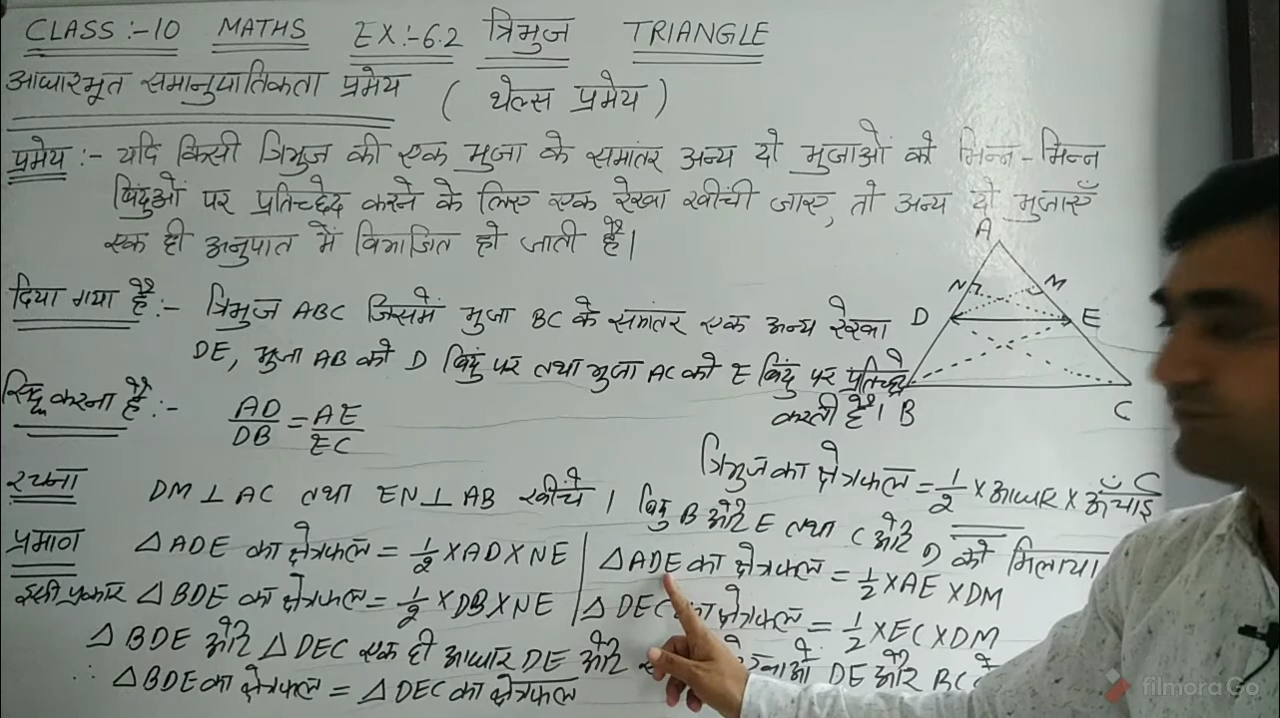 CLASS:-10 MATHS EX:-6.2 त्रिभुज TRIANGLE
आधारभूत समानुपातिकता प्रमेय ( थेल्स प्रमेय )
प्रमेय :- यदि किसी त्रिभुज की एक भुजा के समांतर अन्य दो भुजाओं को भिन्न-भिन्न
बिंदुओं पर प्रतिच्छेद करने के लिए एक रेखा खींची जाए, तो अन्य दो भुजाएँ
एक ही अनुपात में विभाजित हो जाती है।
A
N M
D E
B C
दिया गया है :- त्रिभुज ABC जिसमें भुजा BC के समांतर एक अन्य रेखा
DE, भुजा AB को D बिंदु पर तथा भुजा AC को E बिंदु पर प्रतिच्छेद
करती है।
सिद्ध करना है :- AD/DB = AE/EC
त्रिभुज का क्षेत्रफल = 1/2 × आधार × ऊँचाई
रचना DM ⊥ AC तथा EN ⊥ AB खींचे । बिंदु B और E तथा C और D को मिलाया।
प्रमाण △ADE का क्षेत्रफल = 1/2 × AD × NE | △ADE का क्षेत्रफल = 1/2 × AE × DM
इसी प्रकार △BDE का क्षेत्रफल = 1/2 × DB × NE | △DEC का क्षेत्रफल = 1/2 × EC × DM
△BDE और △DEC एक ही आधार DE और DE और BC
∴ △BDE का क्षेत्रफल = △DEC का क्षेत्रफल
filmora Go